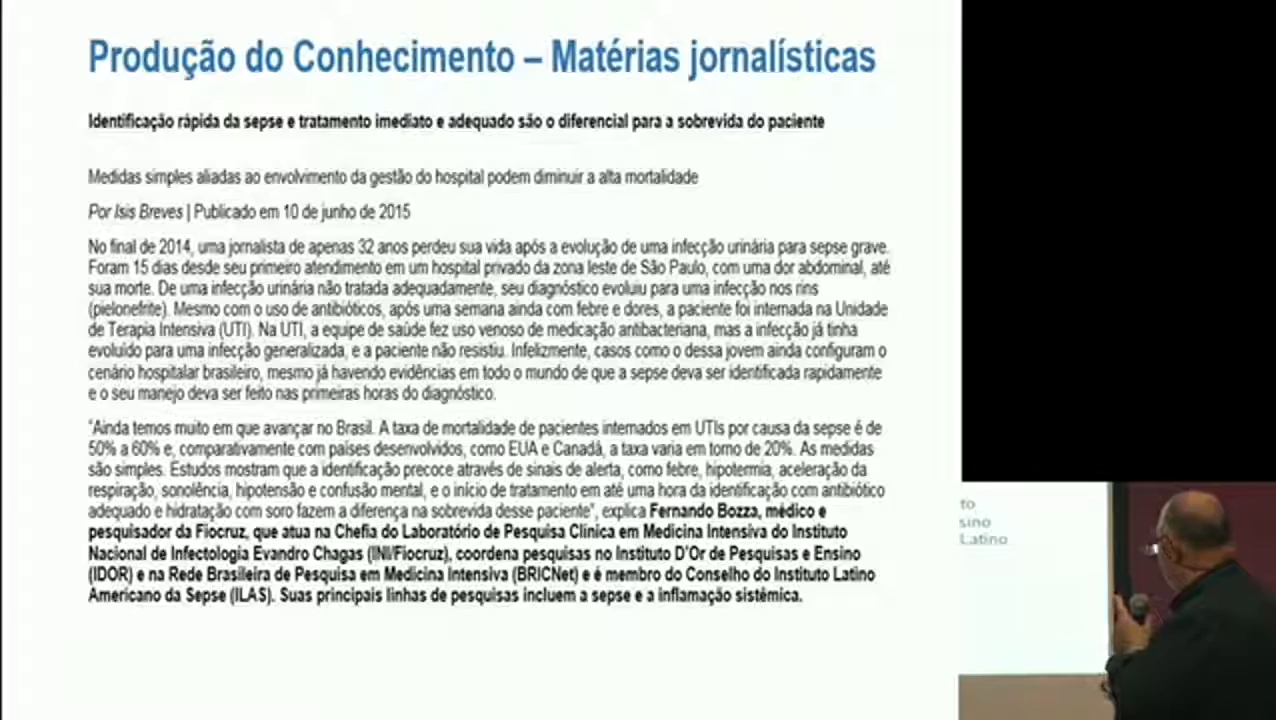 Produção do Conhecimento – Matérias jornalísticas
Identificação rápida da sepse e tratamento imediato e adequado são o diferencial para a sobrevida do paciente
Medidas simples aliadas ao envolvimento da gestão do hospital podem diminuir a alta mortalidade
Por Isis Breves | Publicado em 10 de junho de 2015
No final de 2014, uma jornalista de apenas 32 anos perdeu sua vida após a evolução de uma infecção urinária para sepse grave.
Foram 15 dias desde seu primeiro atendimento em um hospital privado da zona leste de São Paulo, com uma dor abdominal, até
sua morte. De uma infecção urinária não tratada adequadamente, seu diagnóstico evoluiu para uma infecção nos rins
(pielonefrite). Mesmo com o uso de antibióticos, após uma semana ainda com febre e dores, a paciente foi internada na Unidade
de Terapia Intensiva (UTI). Na UTI, a equipe de saúde fez uso venoso de medicação antibacteriana, mas a infecção já tinha
evoluído para uma infecção generalizada, e a paciente não resistiu. Infelizmente, casos como o dessa jovem ainda configuram o
cenário hospitalar brasileiro, mesmo já havendo evidências em todo o mundo de que a sepse deva ser identificada rapidamente
e o seu manejo deva ser feito nas primeiras horas do diagnóstico.
"Ainda temos muito em que avançar no Brasil. A taxa de mortalidade de pacientes internados em UTIs por causa da sepse é de
50% a 60% e, comparativamente com países desenvolvidos, como EUA e Canadá, a taxa varia em torno de 20%. As medidas
são simples. Estudos mostram que a identificação precoce através de sinais de alerta, como febre, hipotermia, aceleração da
respiração, sonolência, hipotensão e confusão mental, e o início de tratamento em até uma hora da identificação com antibiótico
adequado e hidratação com soro fazem a diferença na sobrevida desse paciente", explica Fernando Bozza, médico e
pesquisador da Fiocruz, que atua na Chefia do Laboratório de Pesquisa Clínica em Medicina Intensiva do Instituto
Nacional de Infectologia Evandro Chagas (INI/Fiocruz), coordena pesquisas no Instituto D'Or de Pesquisas e Ensino
(IDOR) e na Rede Brasileira de Pesquisa em Medicina Intensiva (BRICNet) e é membro do Conselho do Instituto Latino
Americano da Sepse (ILAS). Suas principais linhas de pesquisas incluem a sepse e a inflamação sistêmica.
to
sino
Latino